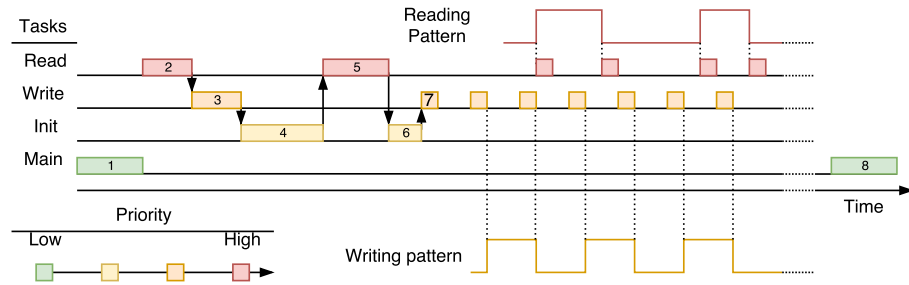 Tasks
Reading
Pattern
Read
2
5
Write
3
7
Init
4
6
Main
1
8
Time
Priority
Low
High
Writing pattern